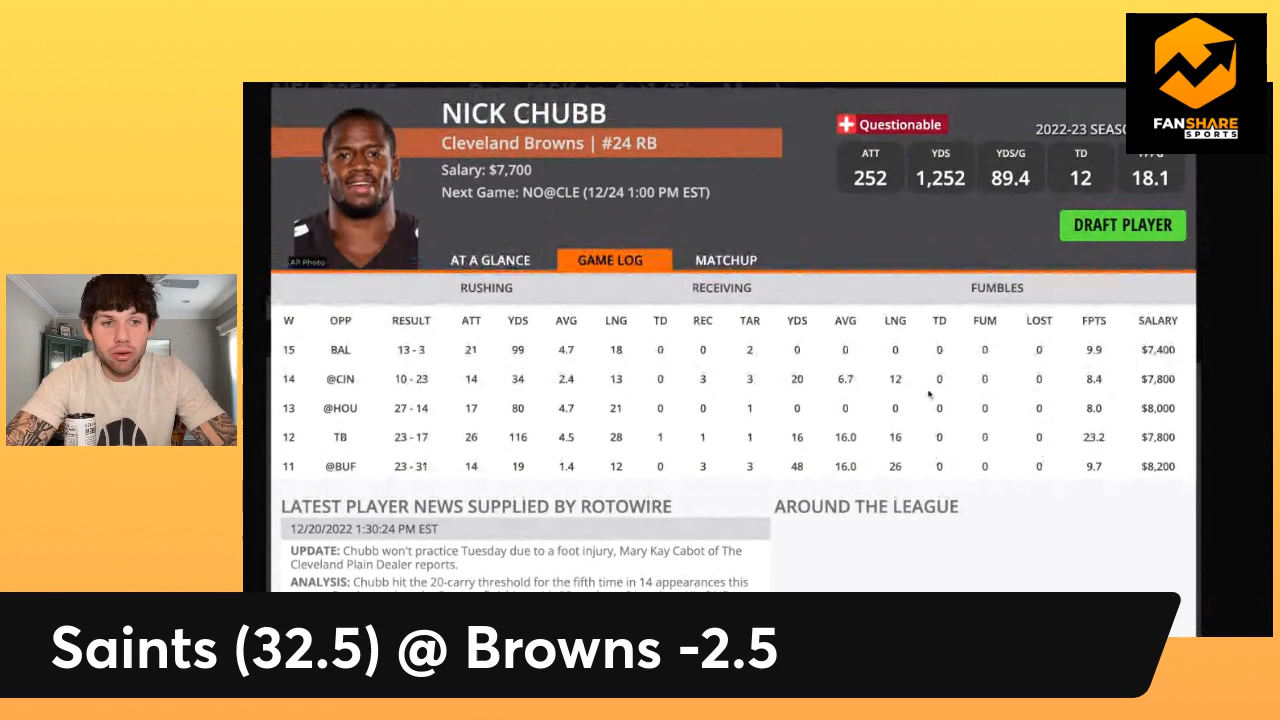 FANSHARE
SPORTS
NICK CHUBB
Cleveland Browns | #24 RB
Salary: $7,700
Next Game: NO@CLE (12/24 1:00 PM EST)
Questionable
2022-23 SEAS
ATT YDS YDS/G TD
252 1,252 89.4 12 18.1
DRAFT PLAYER
AP Photo
AT A GLANCE GAME LOG MATCHUP
RUSHING RECEIVING FUMBLES
W OPP RESULT ATT YDS AVG LNG TD REC TAR YDS AVG LNG TD FUM LOST FPTS SALARY
15 BAL 13 - 3 21 99 4.7 18 0 0 2 0 0 0 0 0 0 9.9 $7,400
14 @CIN 10 - 23 14 34 2.4 13 0 3 3 20 6.7 12 0 0 0 8.4 $7,800
13 @HOU 27 - 14 17 80 4.7 21 0 0 1 0 0 0 0 0 0 8.0 $8,000
12 TB 23 - 17 26 116 4.5 28 1 1 1 16 16.0 16 0 0 0 23.2 $7,800
11 @BUF 23 - 31 14 19 1.4 12 0 3 3 48 16.0 26 0 0 0 9.7 $8,200
LATEST PLAYER NEWS SUPPLIED BY ROTOWIRE AROUND THE LEAGUE
12/20/2022 1:30:24 PM EST
UPDATE: Chubb won't practice Tuesday due to a foot injury, Mary Kay Cabot of The
Cleveland Plain Dealer reports.
ANALYSIS: Chubb hit the 20-carry threshold for the fifth time in 14 appearances this
Saints (32.5) @ Browns -2.5